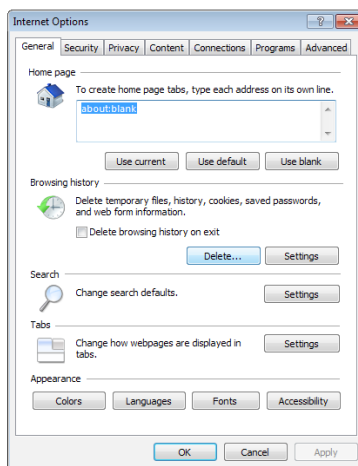 Internet Options
General Security Privacy Content Connections Programs Advanced
Home page
To create home page tabs, type each address on its own line.
about:blank
Use current Use default Use blank
Browsing history
Delete temporary files, history, cookies, saved passwords,
and web form information.
Delete browsing history on exit
Delete... Settings
Search
Change search defaults. Settings
Tabs
Change how webpages are displayed in
tabs. Settings
Appearance
Colors Languages Fonts Accessibility
OK Cancel Apply